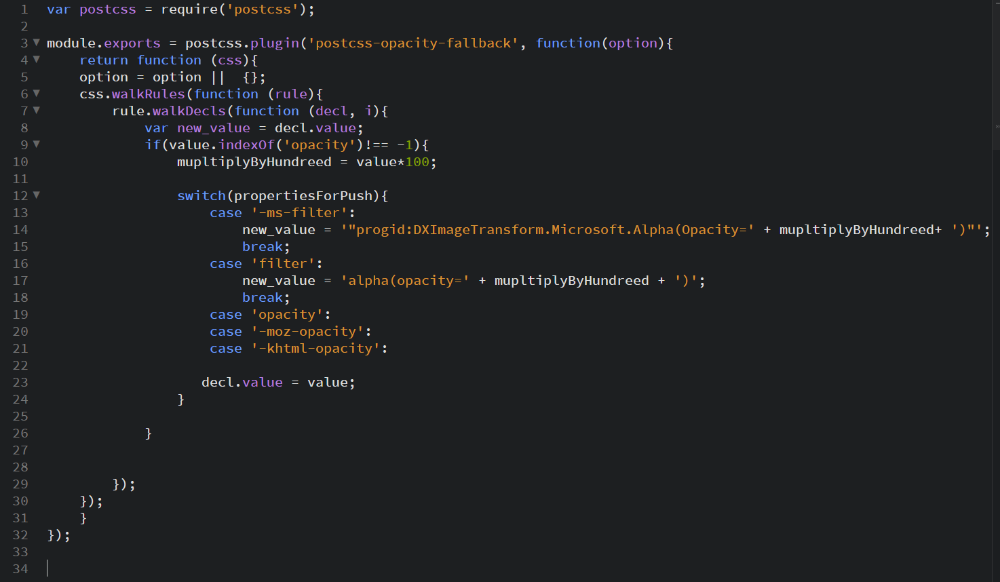 1 var postcss = require('postcss');
2
3 module.exports = postcss.plugin('postcss-opacity-fallback', function(option){
4     return function (css){
5     option = option ||  {};
6     css.walkRules(function (rule){
7         rule.walkDecls(function (decl, i){
8             var new_value = decl.value;
9             if(value.indexOf('opacity')!== -1){
10                 mupltiplyByHundreed = value*100;
11
12                 switch(propertiesForPush){
13                     case '-ms-filter':
14                         new_value = '"progid:DXImageTransform.Microsoft.Alpha(Opacity=' + mupltiplyByHundreed+ ')"';
15                         break;
16                     case 'filter':
17                         new_value = 'alpha(opacity=' + mupltiplyByHundreed + ')';
18                         break;
19                     case 'opacity':
20                     case '-moz-opacity':
21                     case '-khtml-opacity':
22
23                    decl.value = value;
24                 }
25
26             }
27
28
29         });
30     });
31     }
32 });
33
34